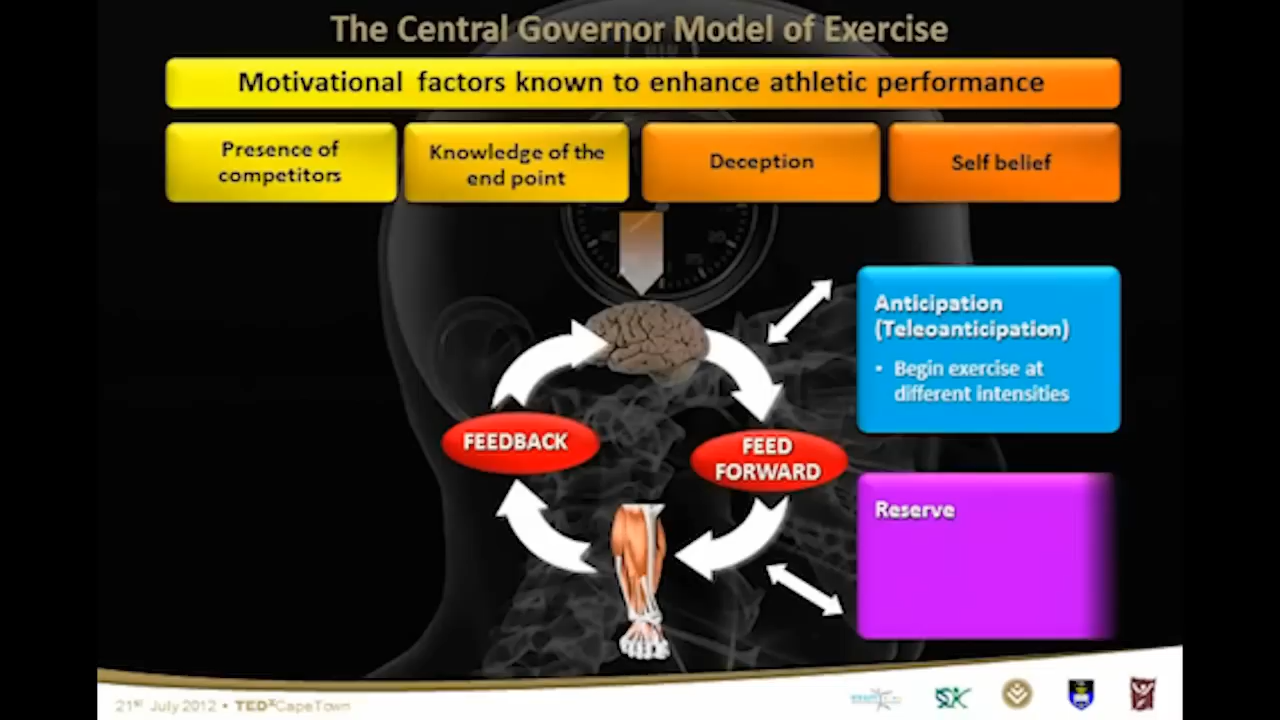 The Central Governor Model of Exercise
Motivational factors known to enhance athletic performance
Presence of
competitors
Knowledge of the
end point
Deception
Self belief
Anticipation
(Teleoanticipation)
• Begin exercise at
different intensities
FEEDBACK
FEED
FORWARD
Reserve
21st July 2012 • TEDxCapeTown